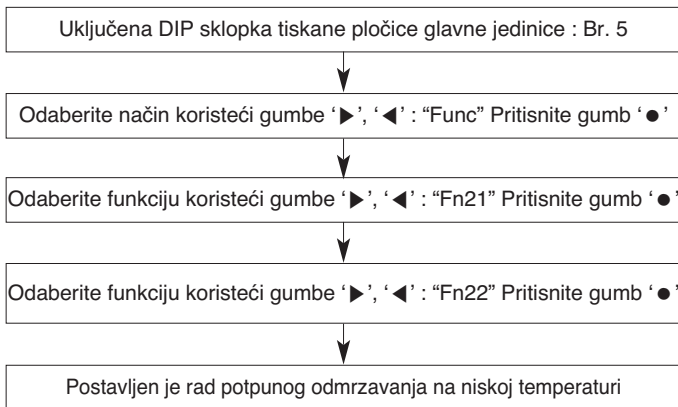 Uključena DIP sklopka tiskane pločice glavne jedinice : Br. 5
Odaberite način koristeći gumbe ‘▶’, ‘◀’ : “Func” Pritisnite gumb ‘●’
Odaberite funkciju koristeći gumbe ‘▶’, ‘◀’ : “Fn21” Pritisnite gumb ‘●’
Odaberite funkciju koristeći gumbe ‘▶’, ‘◀’ : “Fn22” Pritisnite gumb ‘●’
Postavljen je rad potpunog odmrzavanja na niskoj temperaturi